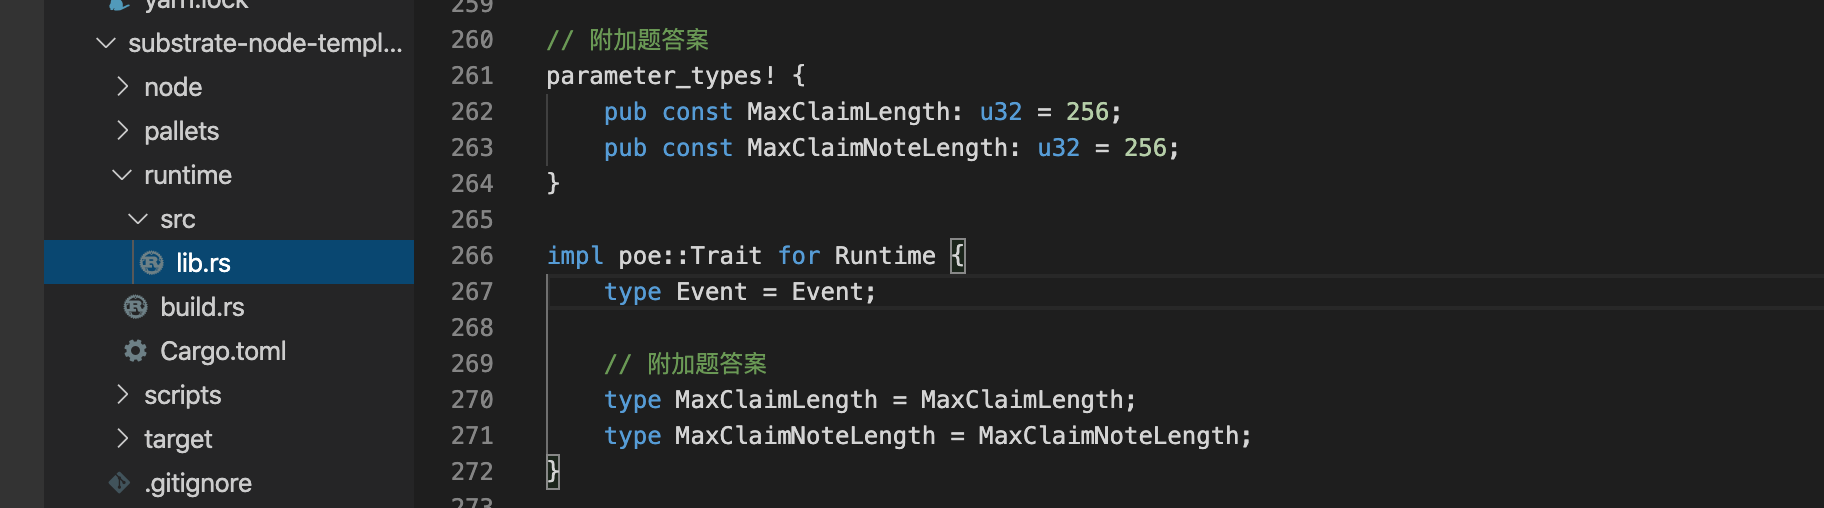 yarn.lock
substrate-node-templ...
node
pallets
runtime
src
lib.rs
build.rs
Cargo.toml
scripts
target
.gitignore
259
260 // 附加题答案
261 parameter_types! {
262 pub const MaxClaimLength: u32 = 256;
263 pub const MaxClaimNoteLength: u32 = 256;
264 }
265
266 impl poe::Trait for Runtime {
267 type Event = Event;
268
269 // 附加题答案
270 type MaxClaimLength = MaxClaimLength;
271 type MaxClaimNoteLength = MaxClaimNoteLength;
272 }
273